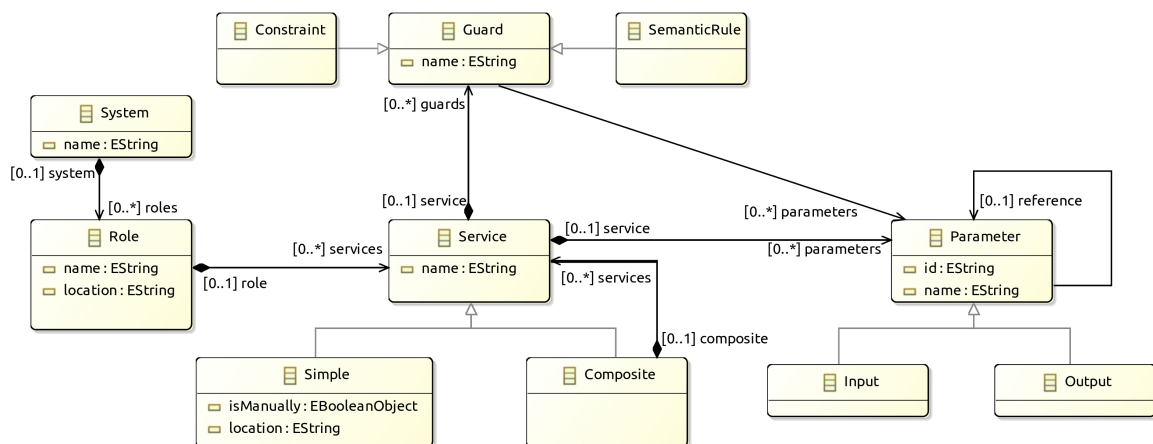 Constraint
Guard
SemanticRule
name : EString
[0..*] guards
System
name : EString
[0..1] system
[0..*] roles
[0..1] service
[0..*] parameters
[0..1] reference
Role
name : EString
location : EString
[0..*] services
[0..1] role
Service
name : EString
[0..1] service
[0..*] parameters
Parameter
id : EString
name : EString
[0..*] services
[0..1] composite
Simple
isManually : EBooleanObject
location : EString
Composite
Input
Output